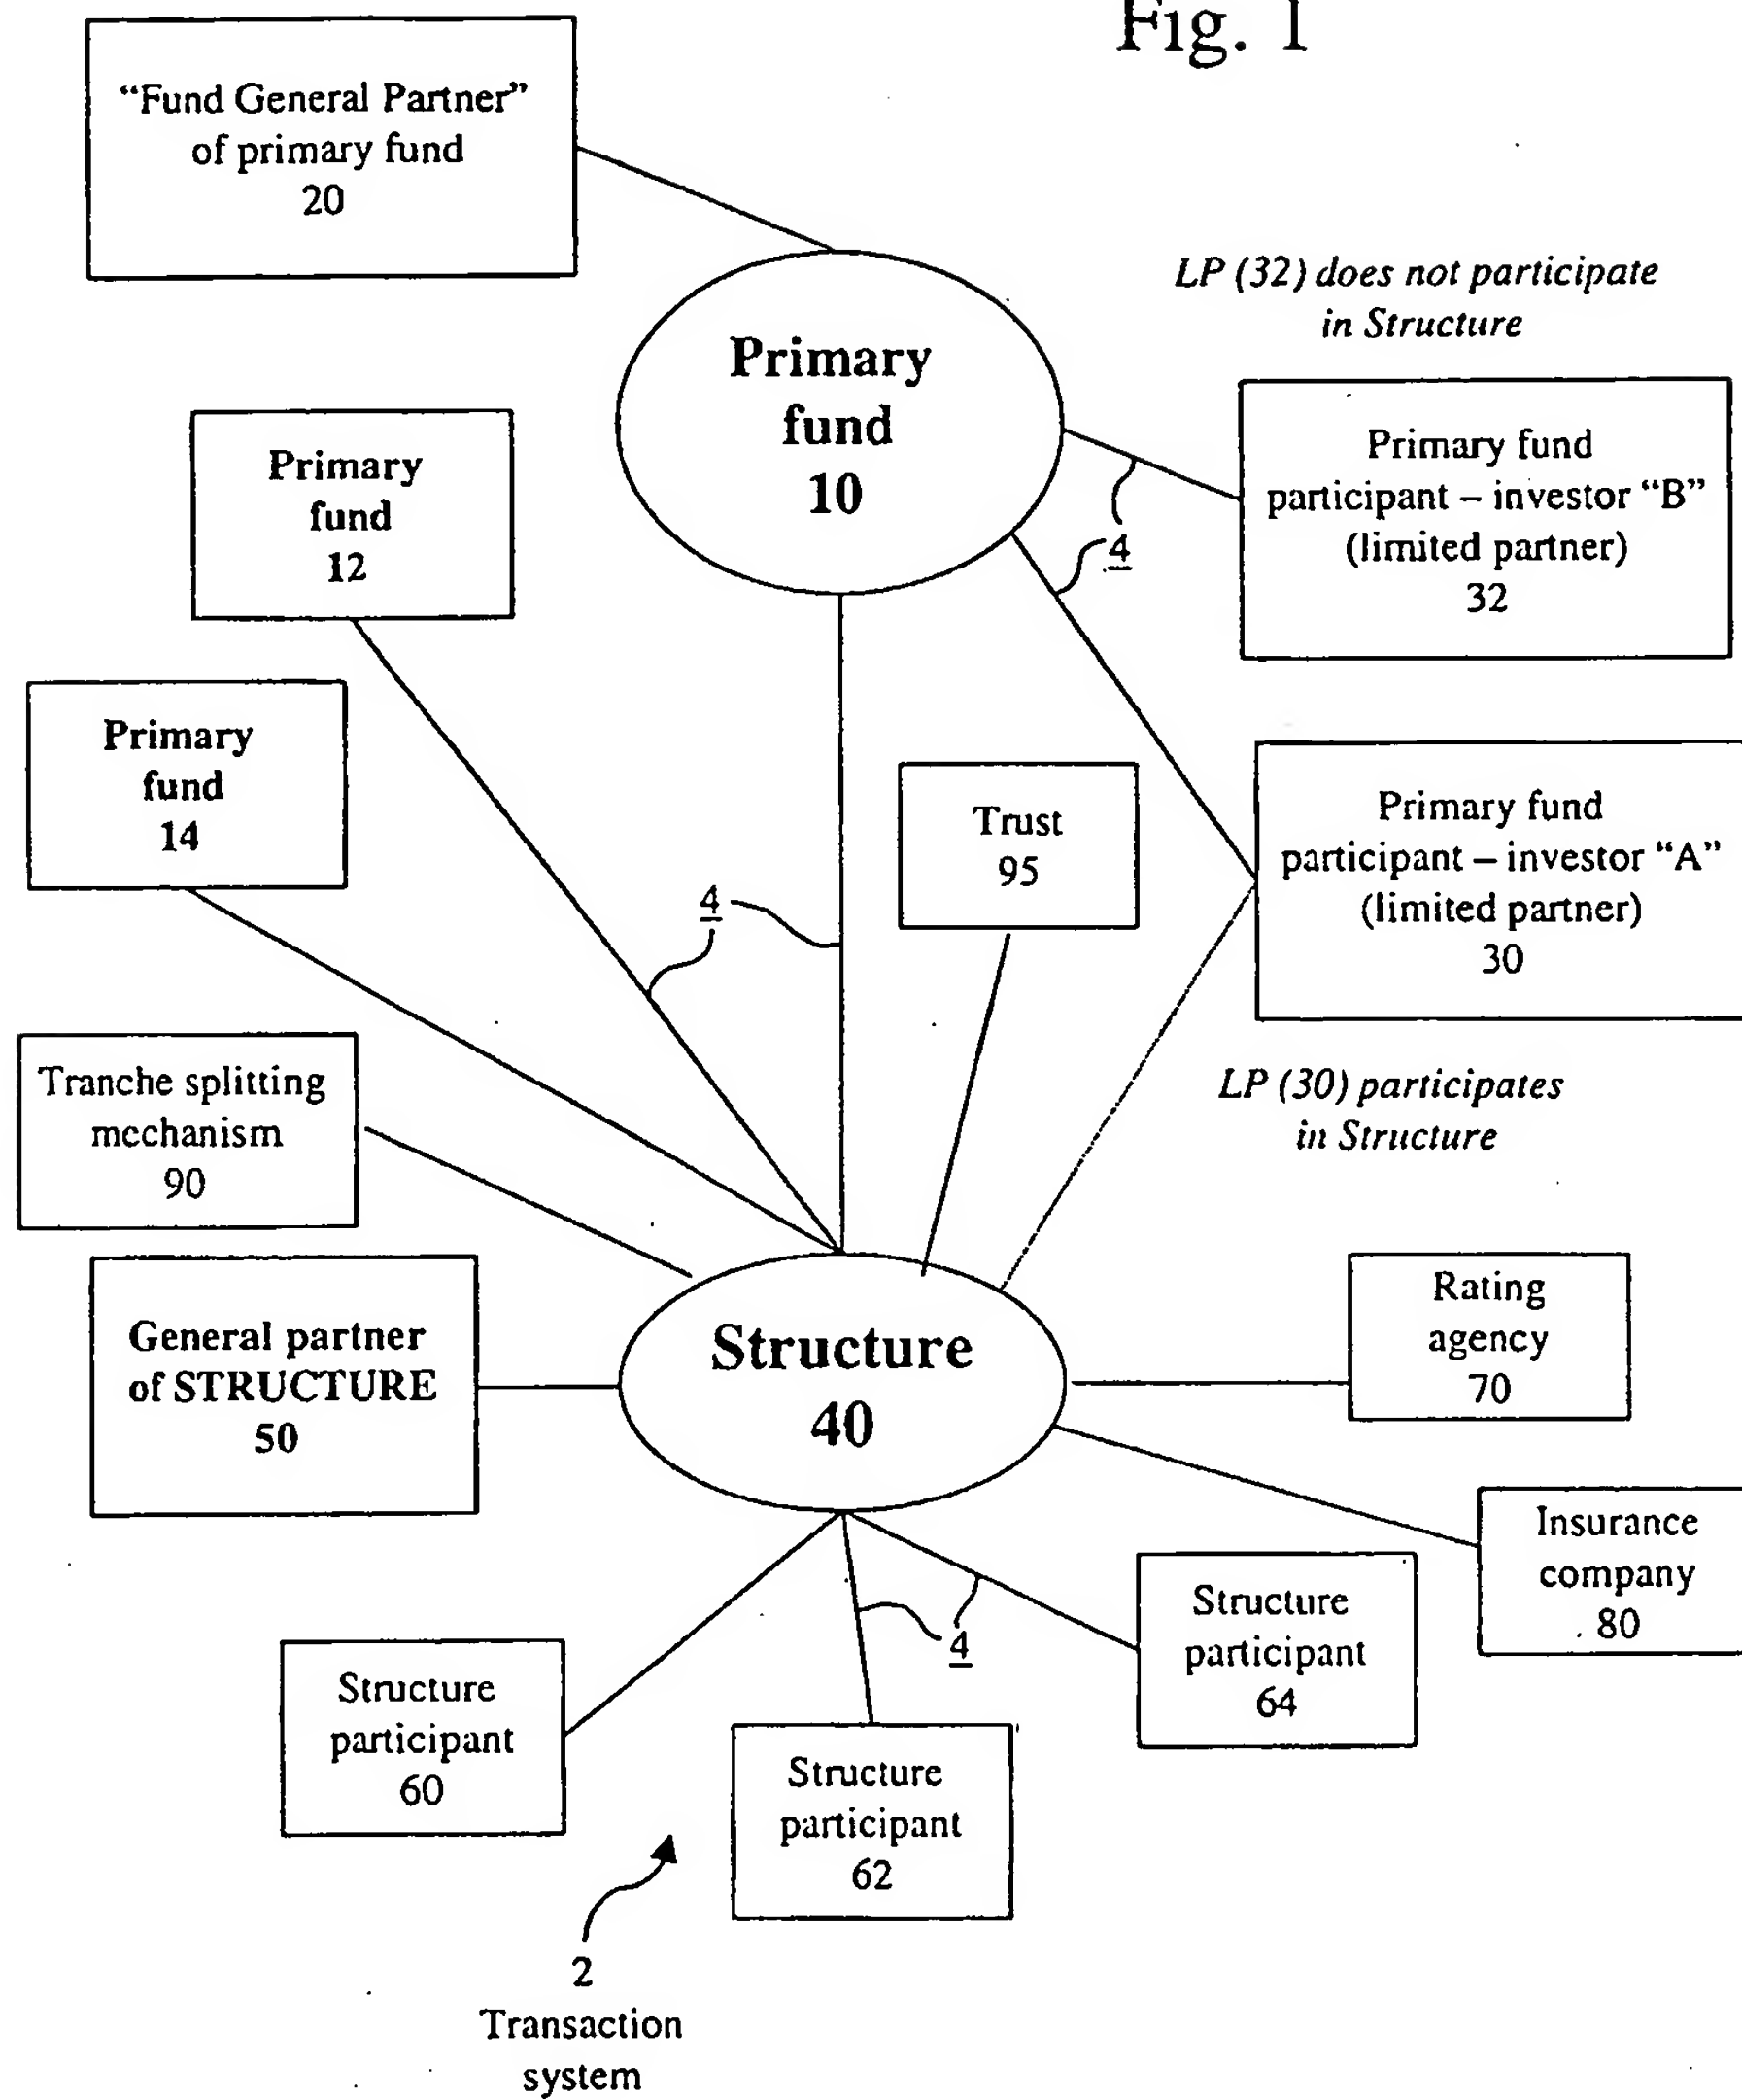 Fig. 1
“Fund General Partner”
of primary fund
20
Primary
fund
10
LP (32) does not participate
in Structure
Primary fund
participant – investor “B”
(limited partner)
32
4
Primary
fund
12
Primary
fund
14
Trust
95
Primary fund
participant – investor “A”
(limited partner)
30
4
Tranche splitting
mechanism
90
LP (30) participates
in Structure
General partner
of STRUCTURE
50
Structure
40
Rating
agency
70
Insurance
company
80
Structure
participant
64
4
Structure
participant
60
Structure
participant
62
2
Transaction
system